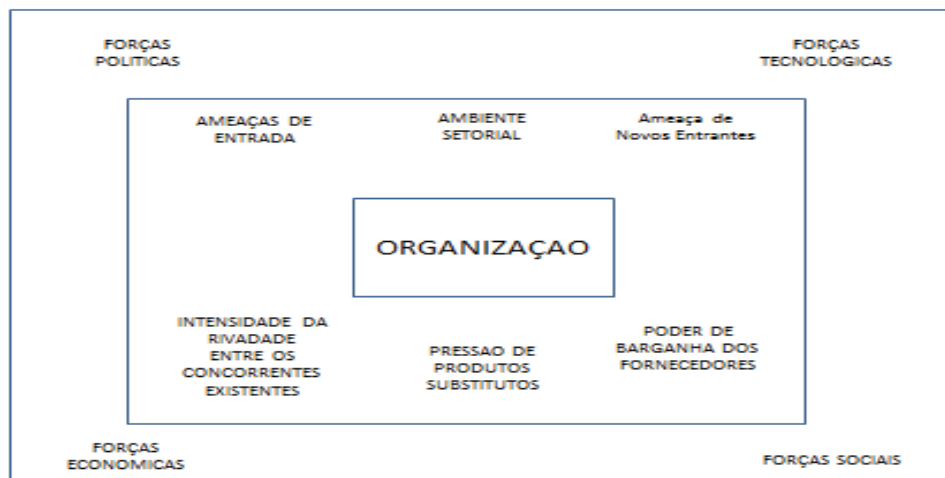 FORÇAS
POLITICAS
FORÇAS
TECNOLOGICAS
AMEAÇAS DE
ENTRADA
AMBIENTE
SETORIAL
Ameaça de
Novos Entrantes
ORGANIZAÇAO
INTENSIDADE DA
RIVADADE
ENTRE OS
CONCORRENTES
EXISTENTES
PRESSAO DE
PRODUTOS
SUBSTITUTOS
PODER DE
BARGANHA DOS
FORNECEDORES
FORÇAS
ECONOMICAS
FORÇAS SOCIAIS